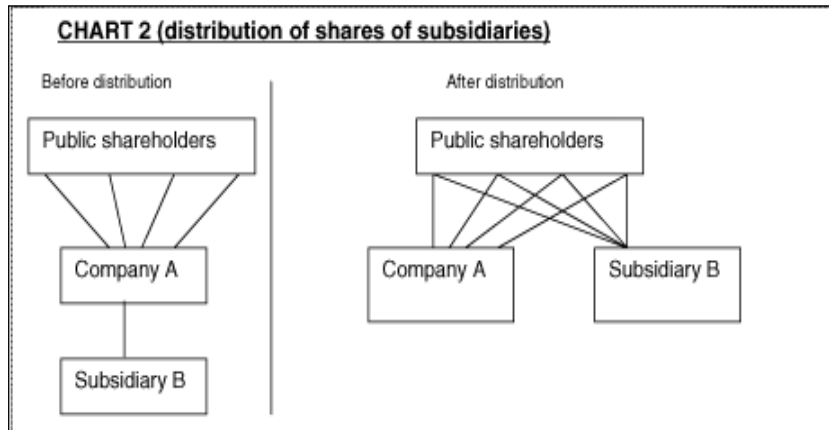 CHART 2 (distribution of shares of subsidiaries)
Before distribution
Public shareholders
Company A
Subsidiary B
After distribution
Public shareholders
Company A
Subsidiary B